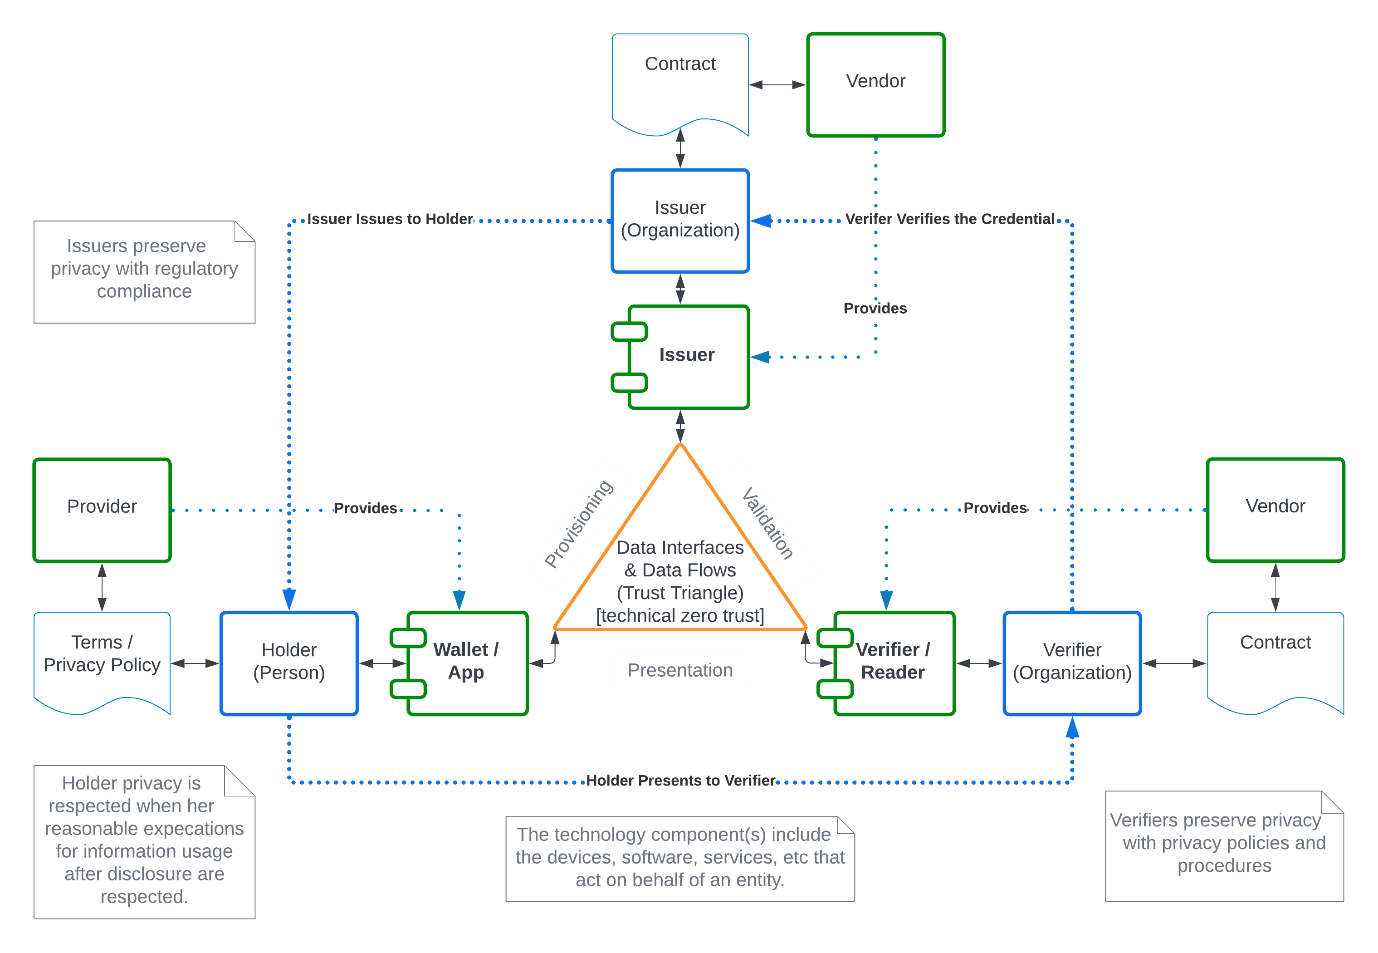 Contract
Vendor
Issuer
(Organization)
Issuer Issues to Holder
Verifer Verifies the Credential
Issuers preserve
privacy with regulatory
compliance
Provides
Issuer
Provider
Provides
Provisioning
Validation
Provides
Vendor
Data Interfaces
& Data Flows
(Trust Triangle)
[technical zero trust]
Terms /
Privacy Policy
Holder
(Person)
Wallet /
App
Presentation
Verifier /
Reader
Verifier
(Organization)
Contract
Holder Presents to Verifier
Holder privacy is
respected when her
reasonable expecations
for information usage
after disclosure are
respected.
The technology component(s) include
the devices, software, services, etc that
act on behalf of an entity.
Verifiers preserve privacy
with privacy policies and
procedures